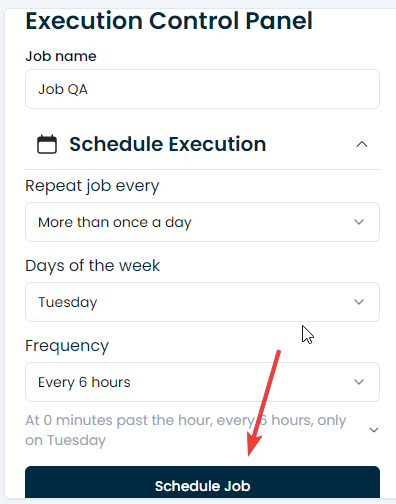 Execution Control Panel
Job name
Job QA
Schedule Execution
Repeat job every
More than once a day
Days of the week
Tuesday
Frequency
Every 6 hours
At 0 minutes past the hour, every 6 hours, only
on Tuesday
Schedule Job